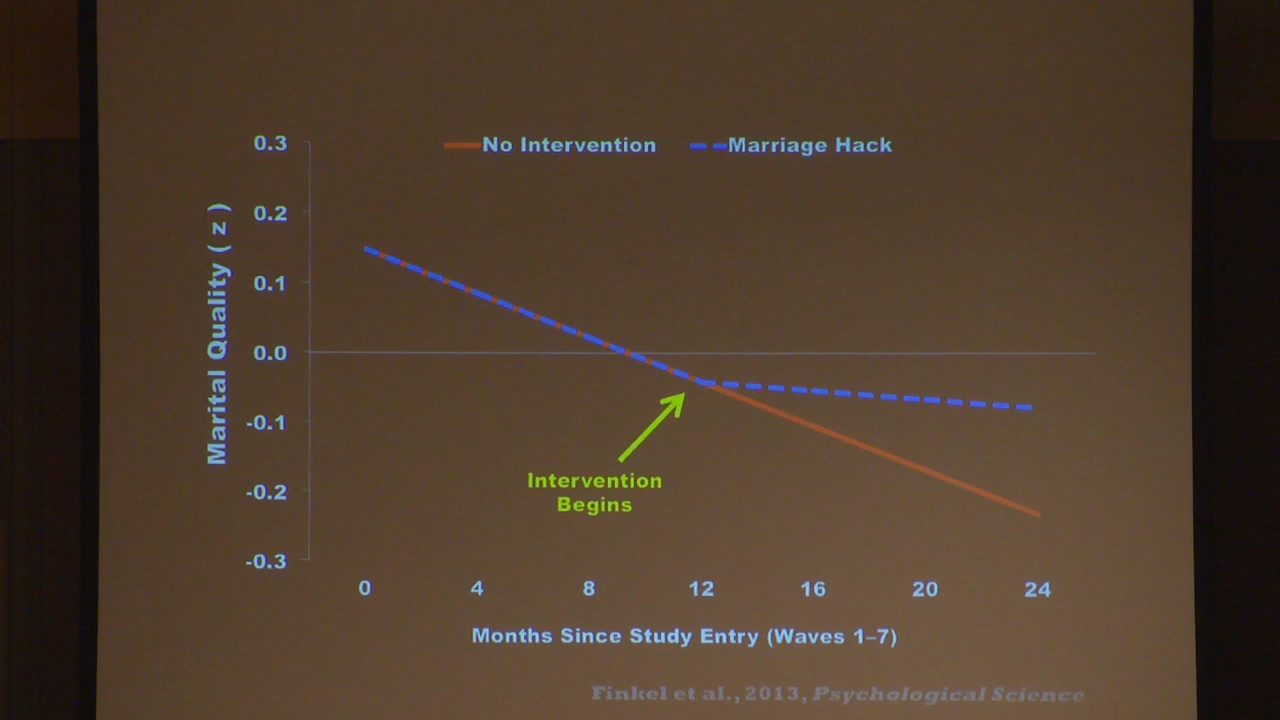 No Intervention
Marriage Hack
Marital Quality ( z )
0.3
0.2
0.1
0.0
-0.1
-0.2
-0.3
Intervention
Begins
0 4 8 12 16 20 24
Months Since Study Entry (Waves 1–7)
Finkel et al., 2013, Psychological Science